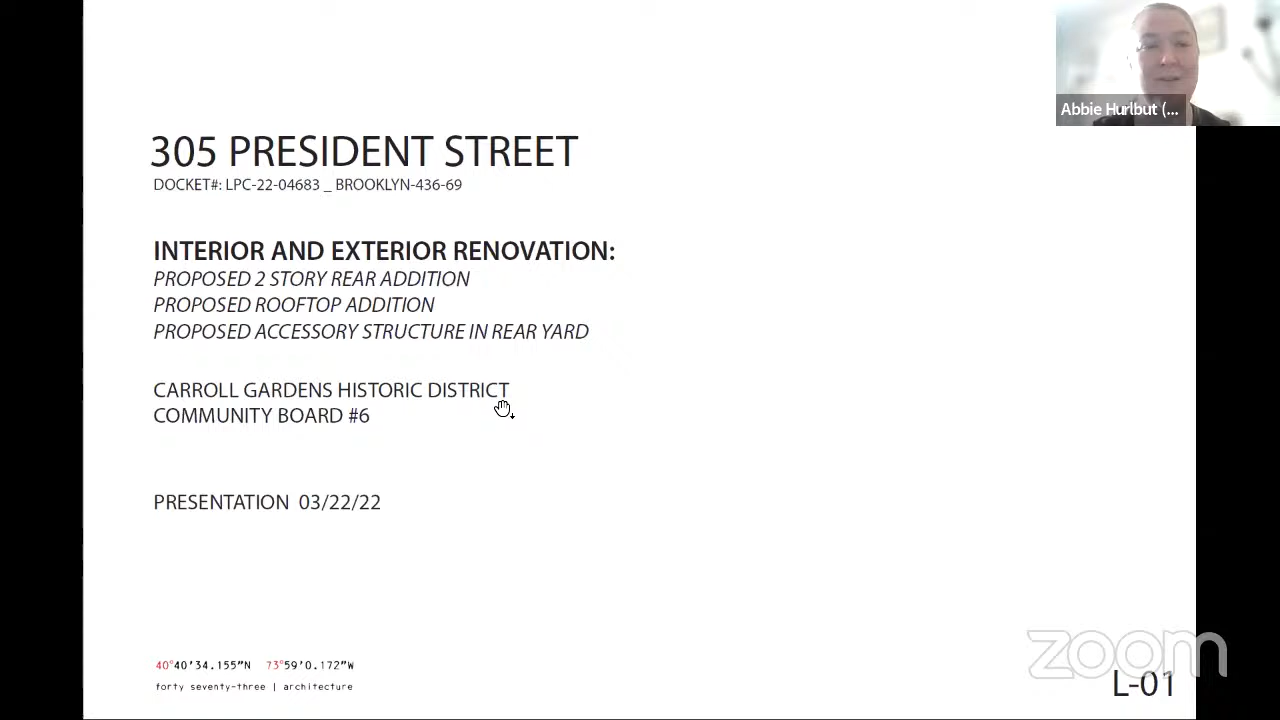 305 PRESIDENT STREET
DOCKET#: LPC-22-04683 _ BROOKLYN-436-69
INTERIOR AND EXTERIOR RENOVATION:
PROPOSED 2 STORY REAR ADDITION
PROPOSED ROOFTOP ADDITION
PROPOSED ACCESSORY STRUCTURE IN REAR YARD
CARROLL GARDENS HISTORIC DISTRICT
COMMUNITY BOARD #6
PRESENTATION 03/22/22
40°40'34.155"N 73°59'0.172"W
forty seventy-three | architecture
Abbie Hurlbut (...
zoom
L-01